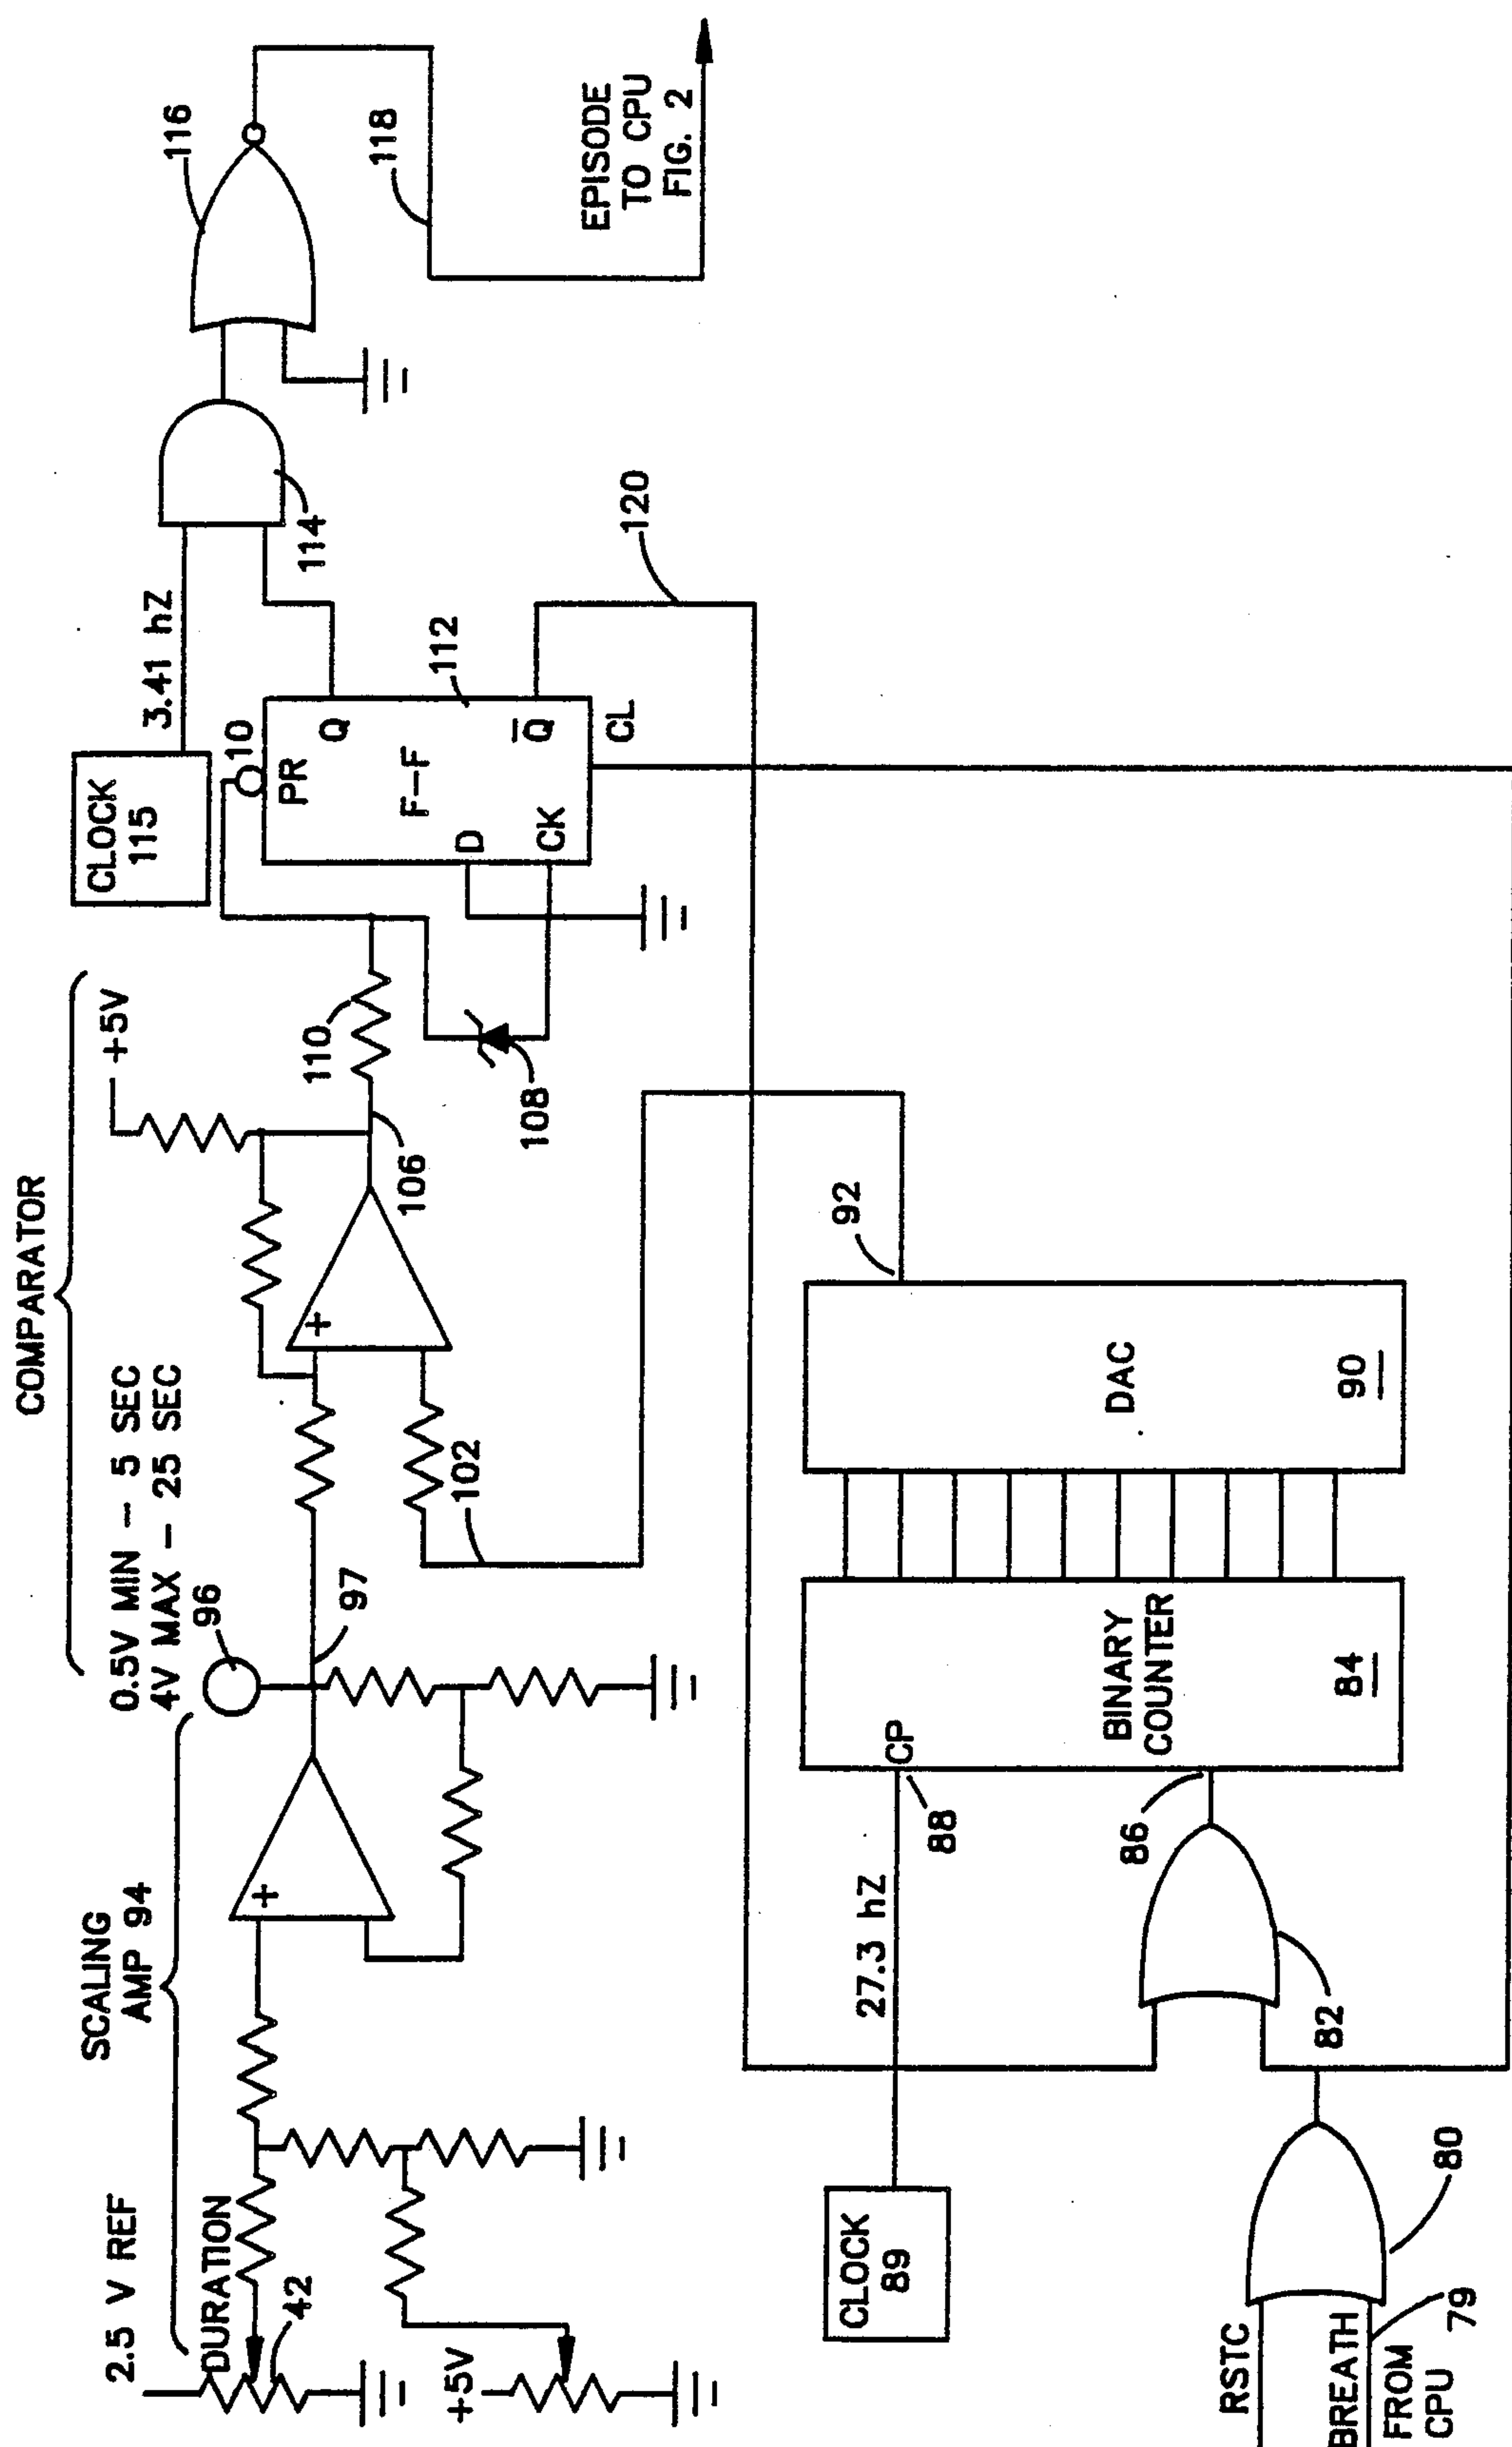 2.5 V REF
DURATION
42
+5V
SCALING
AMP 94
+
0.5V MIN – 5 SEC
4V MAX – 25 SEC
96
97
COMPARATOR
+
102
+5V
106
110
108
CLOCK
115
3.41 hZ
10
PR
Q
F–F
112
D
CK
Q̅
CL
114
116
118
120
EPISODE
TO CPU
FIG. 2
CLOCK
89
27.3 hZ
88
CP
BINARY
COUNTER
84
86
DAC
90
92
82
80
RSTC
BREATH
79
FROM
CPU